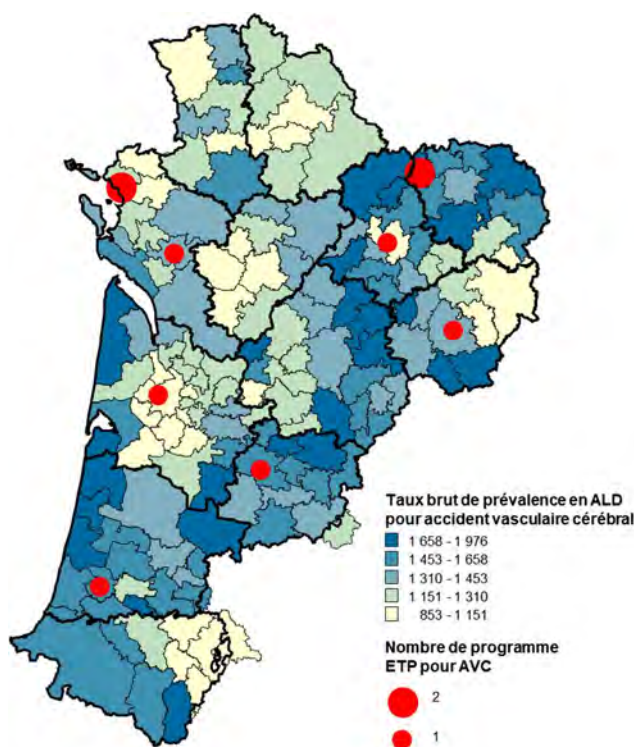 Taux brut de prévalence en ALD
pour accident vasculaire cérébral
1 658 - 1 976
1 453 - 1 658
1 310 - 1 453
1 151 - 1 310
853 - 1 151
Nombre de programme
ETP pour AVC
2
1